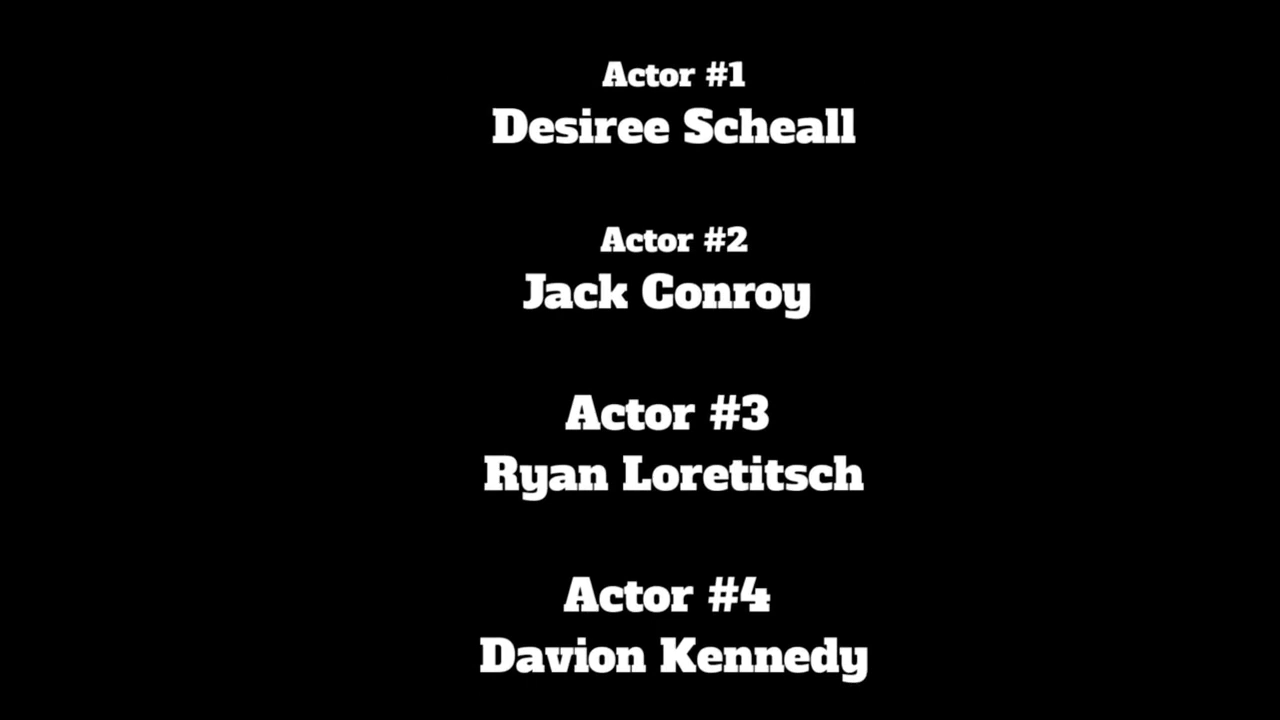 Actor #1
Desiree Scheall
Actor #2
Jack Conroy
Actor #3
Ryan Loretitsch
Actor #4
Davion Kennedy